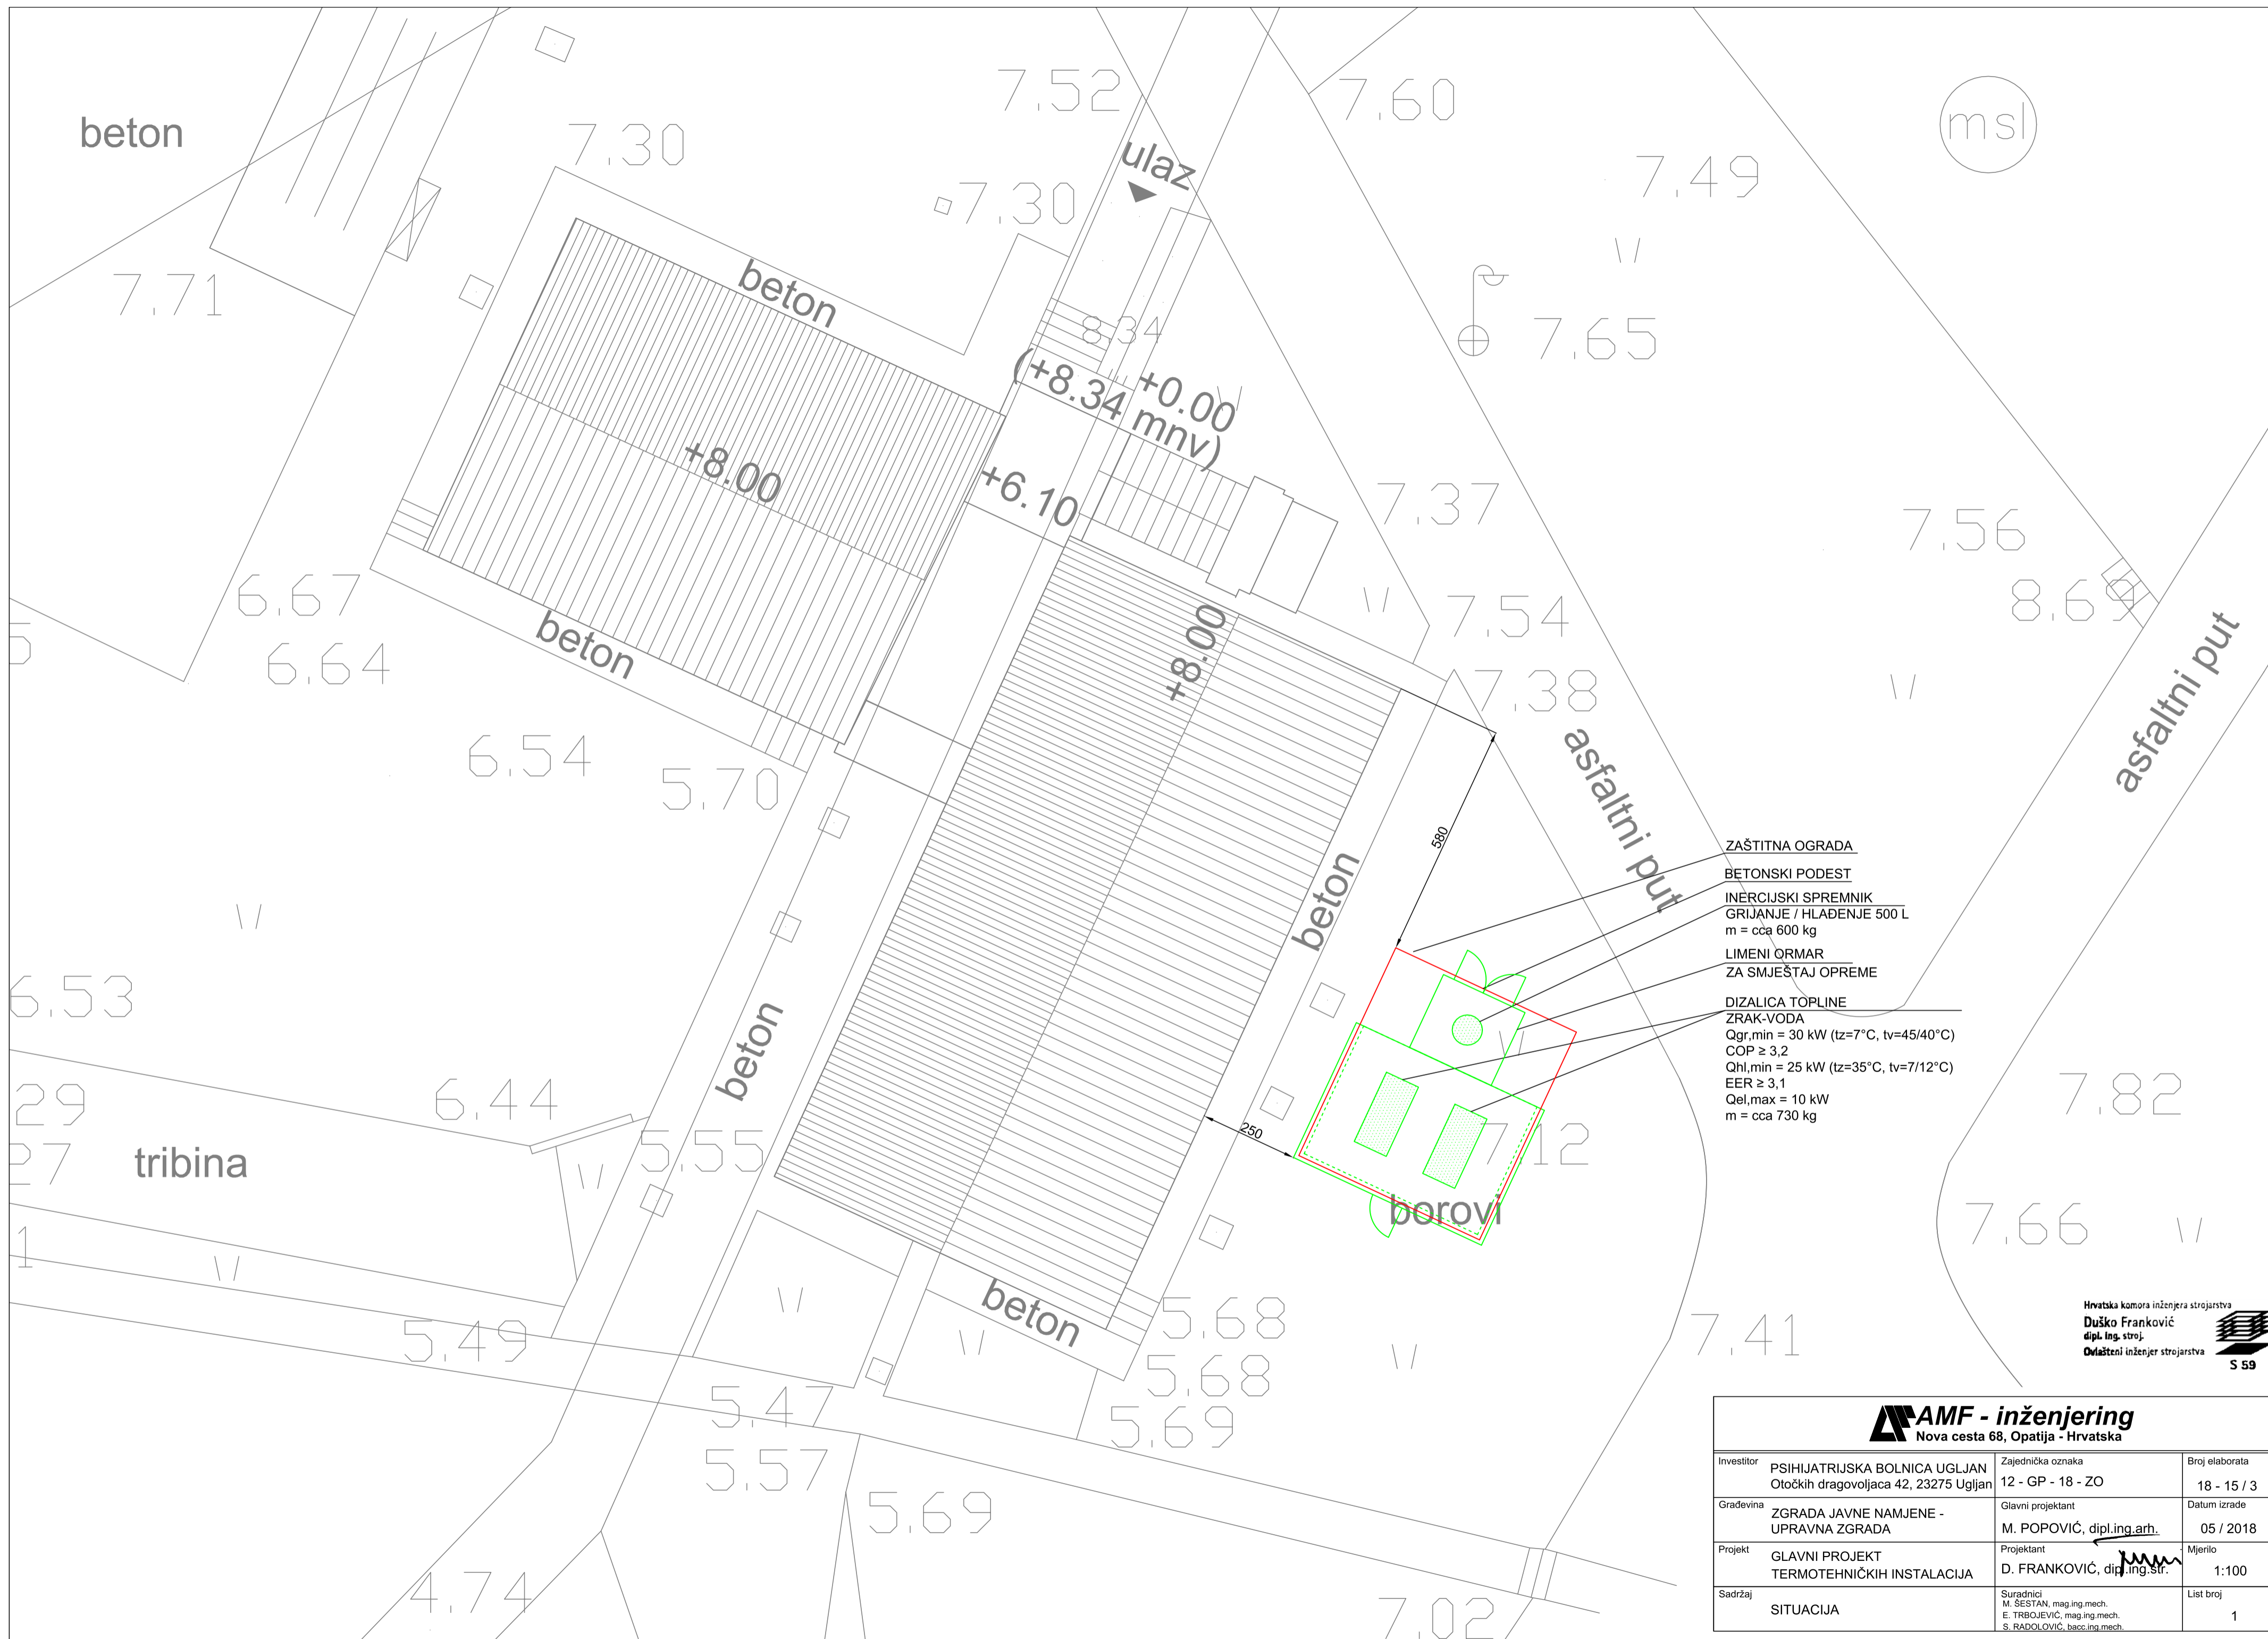 beton
7.30
7.52
7.60
msl
ulaz
7.30
7.49
7.71
beton
8.34
7.65
+0.00
(+8.34 mnv)
+8.00
+6.10
7.37
7.56
6.67
beton
+8.00
7.54
8.69
5
6.64
7.38
asfaltni put
asfaltni put
6.54
5.70
580
beton
ZAŠTITNA OGRADA
BETONSKI PODEST
INERCIJSKI SPREMNIK
GRIJANJE / HLAĐENJE 500 L
m = cca 600 kg
LIMENI ORMAR
ZA SMJEŠTAJ OPREME
DIZALICA TOPLINE
ZRAK-VODA
Qgr,min = 30 kW (tz=7°C, tv=45/40°C)
COP ≥ 3,2
Qhl,min = 25 kW (tz=35°C, tv=7/12°C)
EER ≥ 3,1
Qel,max = 10 kW
m = cca 730 kg
6.53
beton
29
6.44
7.82
27
tribina
5.55
250
7.12
borovi
7.66
1
beton
5.49
5.68
7.41
5.68
5.47
5.69
5.57
5.69
4.74
7.02
Hrvatska komora inženjera strojarstva
Duško Franković
dipl. ing. stroj.
Ovlašteni inženjer strojarstva
S 59
AMF - inženjering
Nova cesta 68, Opatija - Hrvatska
Investitor
PSIHIJATRIJSKA BOLNICA UGLJAN
Otočkih dragovoljaca 42, 23275 Ugljan
Zajednička oznaka
12 - GP - 18 - ZO
Broj elaborata
18 - 15 / 3
Građevina
ZGRADA JAVNE NAMJENE -
UPRAVNA ZGRADA
Glavni projektant
M. POPOVIĆ, dipl.ing.arh.
Datum izrade
05 / 2018
Projekt
GLAVNI PROJEKT
TERMOTEHNIČKIH INSTALACIJA
Projektant
D. FRANKOVIĆ, dipl.ing.str.
Mjerilo
1:100
Sadržaj
SITUACIJA
Suradnici
M. ŠESTAN, mag.ing.mech.
E. TRBOJEVIĆ, mag.ing.mech.
S. RADOLOVIĆ, bacc.ing.mech.
List broj
1